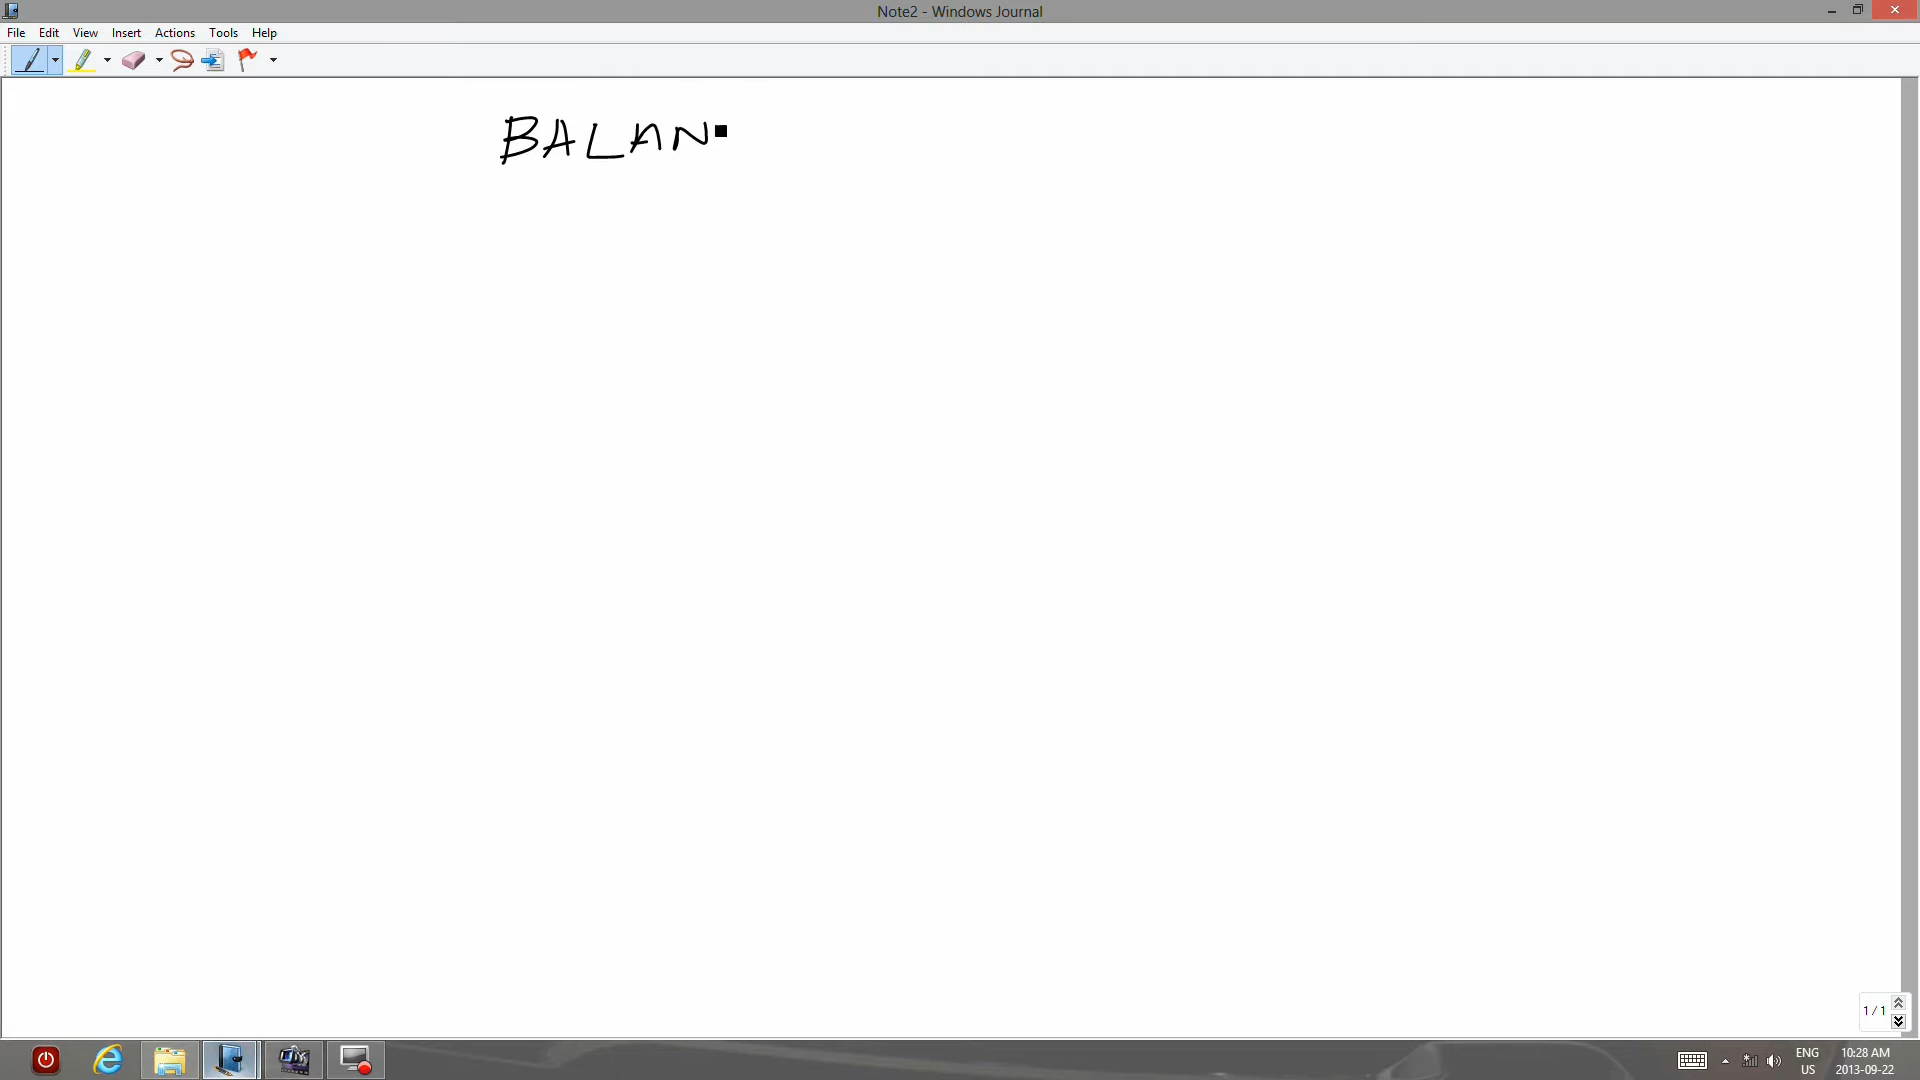 Note2 - Windows Journal
File Edit View Insert Actions Tools Help
BALAN
1 / 1
ENG 10:28 AM
US 2013-09-22